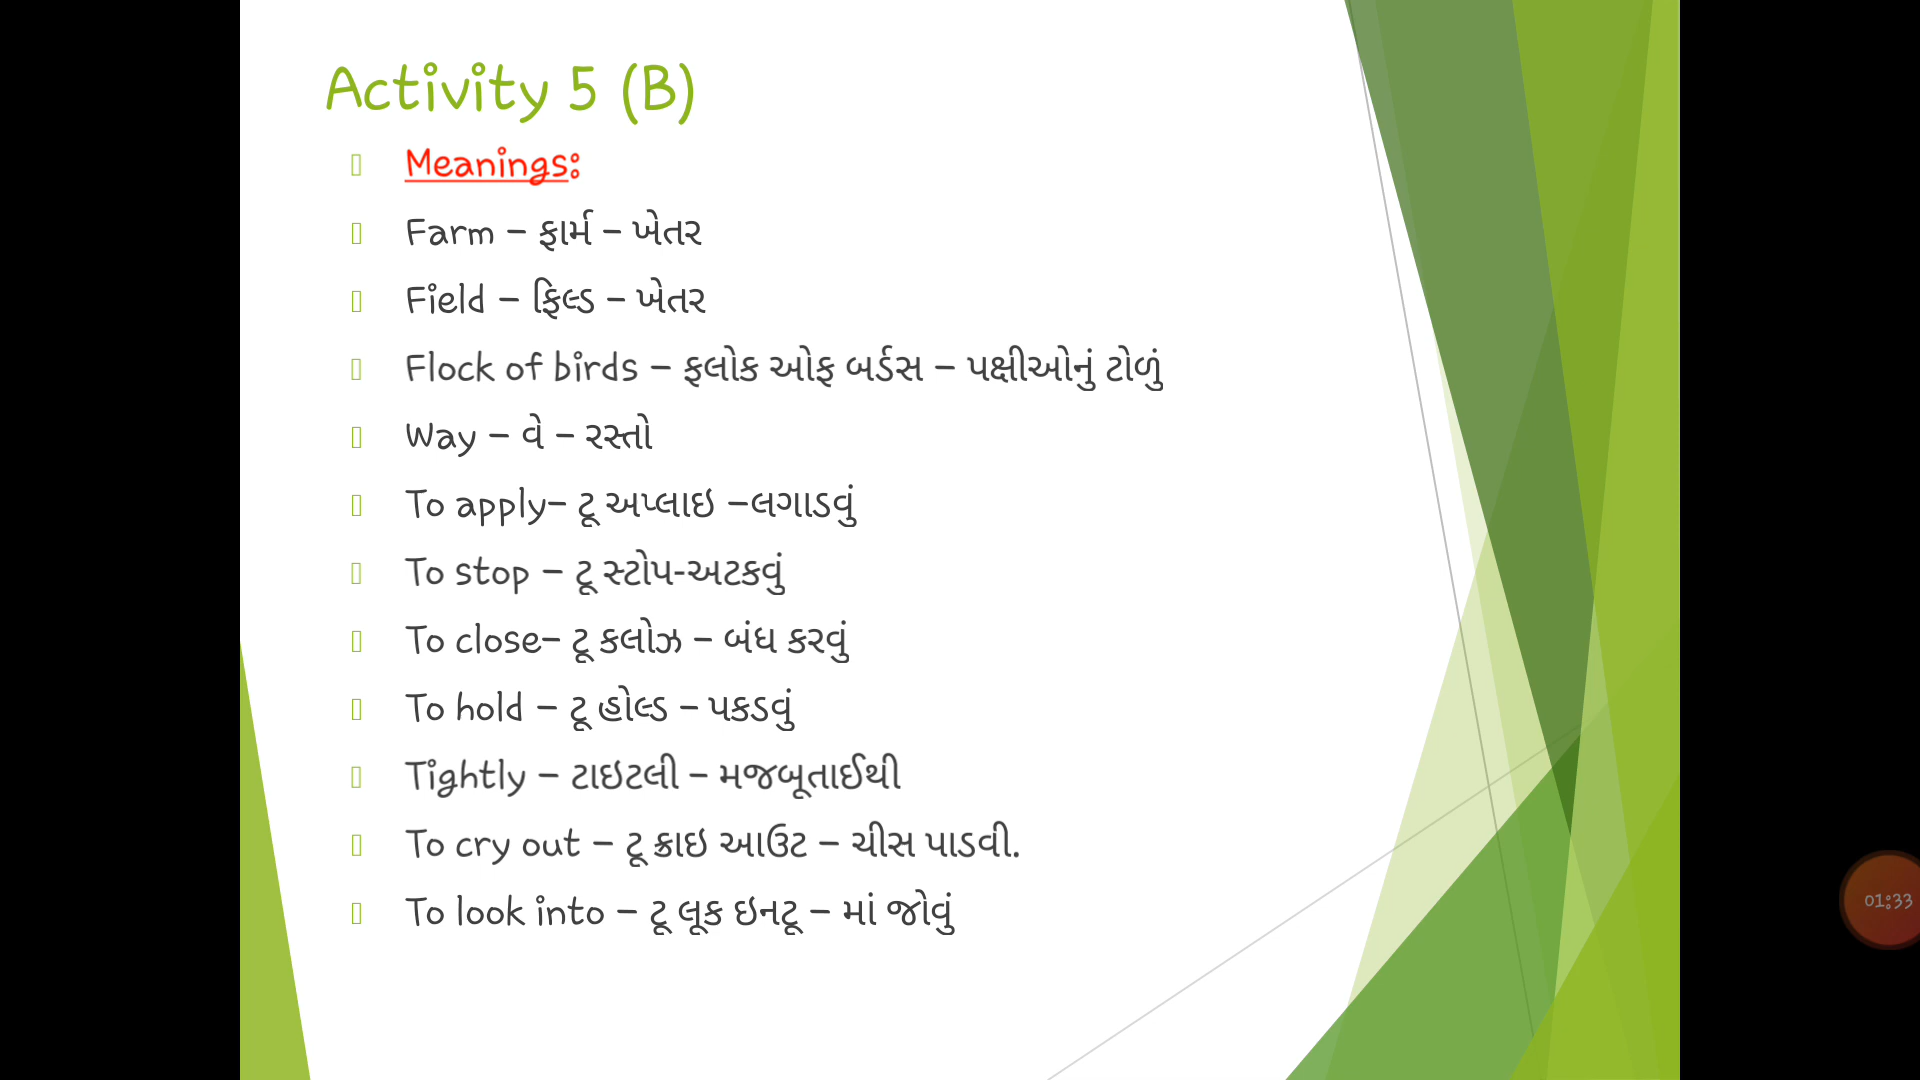 Activity 5 (B)
Meanings:
Farm – ફાર્મ – ખેતર
Field – ફિલ્ડ – ખેતર
Flock of birds – ફલોક ઓફ બર્ડસ – પક્ષીઓનું ટોળું
Way – વે – રસ્તો
To apply– ટૂ અપ્લાઇ –લગાડવું
To stop – ટૂ સ્ટોપ-અટકવું
To close– ટૂ કલોઝ – બંધ કરવું
To hold – ટૂ હોલ્ડ – પકડવું
Tightly – ટાઇટલી – મજબૂતાઈથી
To cry out – ટૂ ક્રાઇ આઉટ – ચીસ પાડવી.
To look into – ટૂ લૂક ઇનટૂ – માં જોવું
01:33